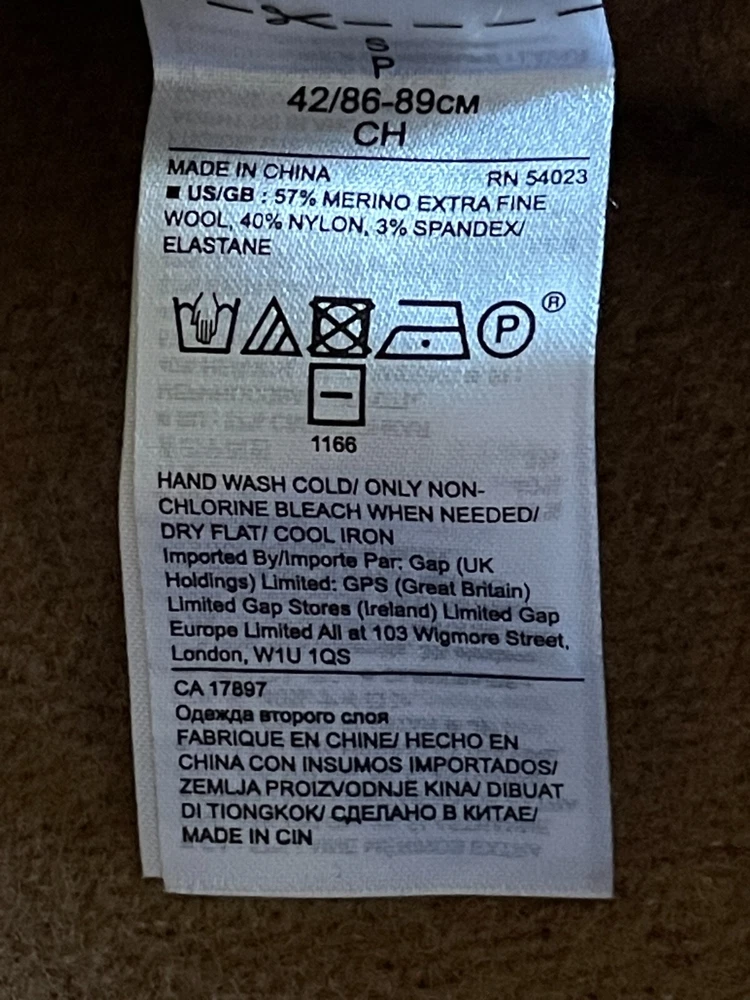 S
P
42/86-89CM
CH
MADE IN CHINA RN 54023
■ US/GB : 57% MERINO EXTRA FINE
WOOL, 40% NYLON, 3% SPANDEX/
ELASTANE
P ®
1166
HAND WASH COLD/ ONLY NON-
CHLORINE BLEACH WHEN NEEDED/
DRY FLAT/ COOL IRON
Imported By/Importe Par: Gap (UK
Holdings) Limited: GPS (Great Britain)
Limited Gap Stores (Ireland) Limited Gap
Europe Limited All at 103 Wigmore Street,
London, W1U 1QS
CA 17897
Одежда второго слоя
FABRIQUE EN CHINE/ HECHO EN
CHINA CON INSUMOS IMPORTADOS/
ZEMLJA PROIZVODNJE KINA/ DIBUAT
DI TIONGKOK/ СДЕЛАНО В КИТАЕ/
MADE IN CIN